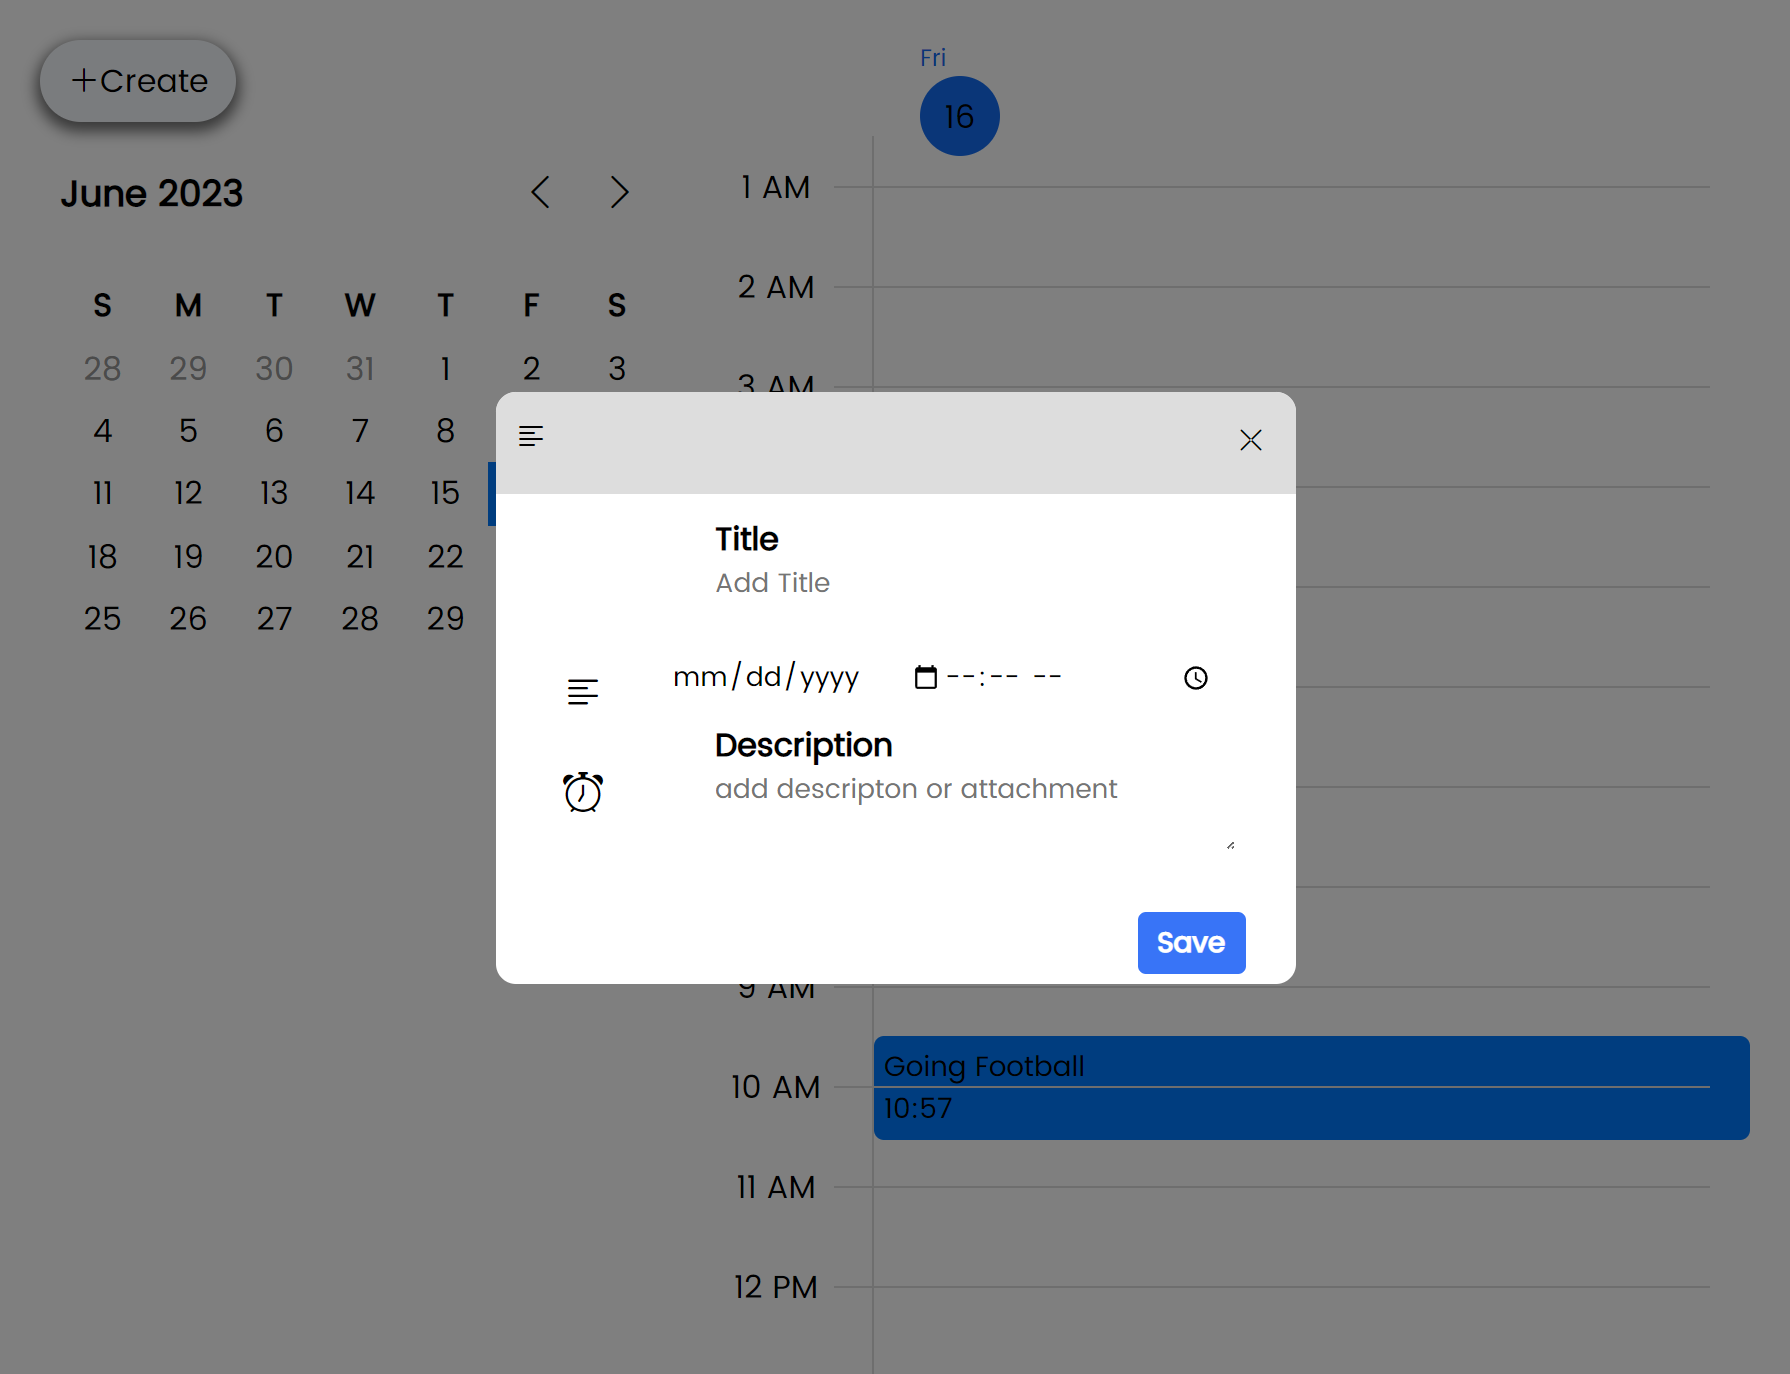 Create
June 2023
S M T W T F S
28 29 30 31 1 2 3
4 5 6 7 8
11 12 13 14 15
18 19 20 21 22
25 26 27 28 29
Fri
16
1 AM
2 AM
3 AM
Title
Add Title
mm/dd/yyyy --:-- --
Description
add descripton or attachment
Save
9 AM
Going Football
10 AM
10:57
11 AM
12 PM